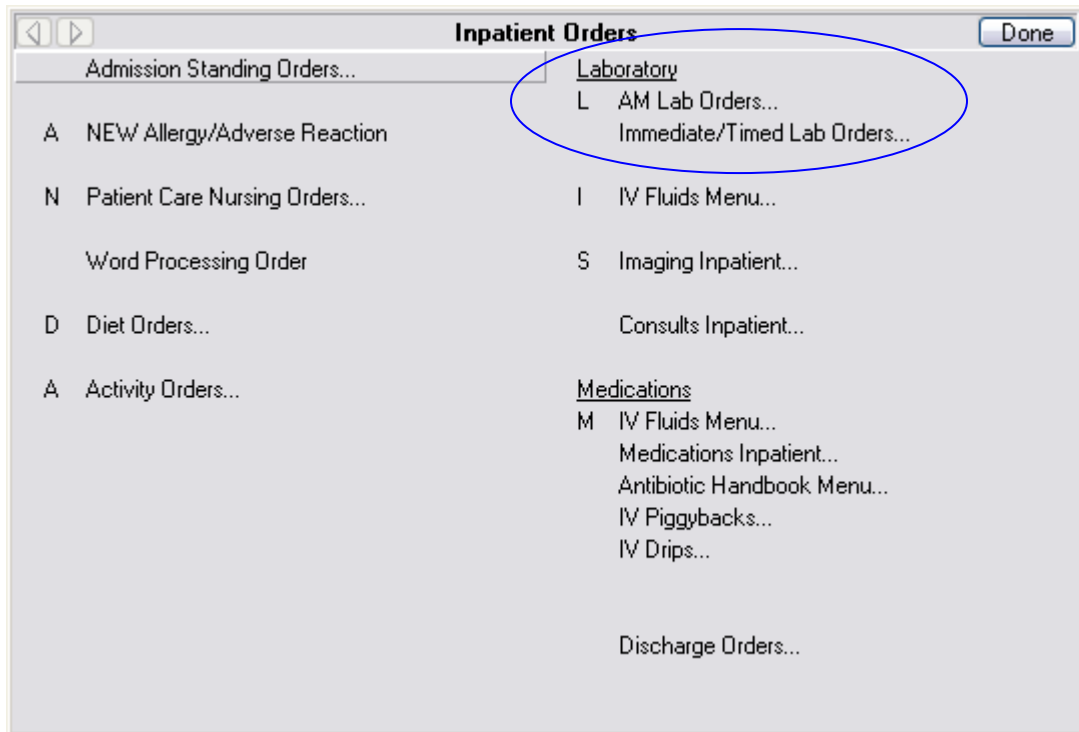 Inpatient Orders
Done
Admission Standing Orders...
A NEW Allergy/Adverse Reaction
N Patient Care Nursing Orders...
Word Processing Order
D Diet Orders...
A Activity Orders...
Laboratory
L AM Lab Orders...
Immediate/Timed Lab Orders...
I IV Fluids Menu...
S Imaging Inpatient...
Consults Inpatient...
Medications
M IV Fluids Menu...
Medications Inpatient...
Antibiotic Handbook Menu...
IV Piggybacks...
IV Drips...
Discharge Orders...